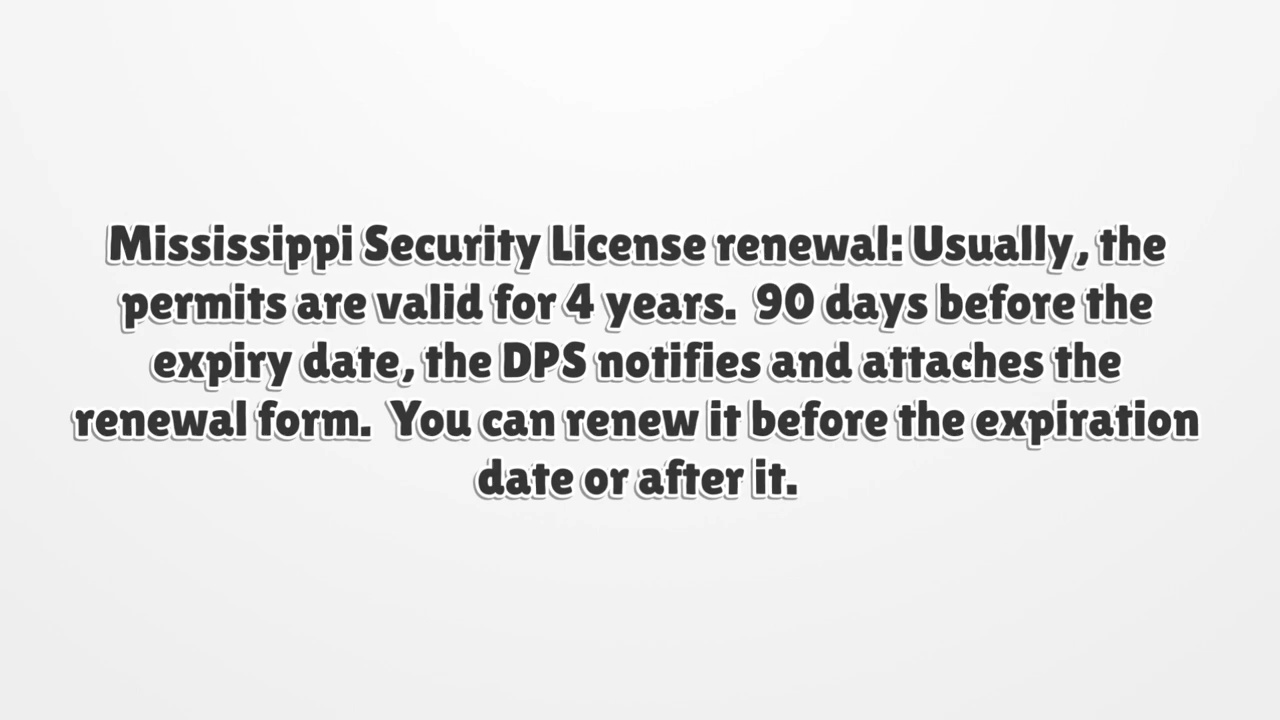 Mississippi Security License renewal: Usually, the
permits are valid for 4 years.  90 days before the
expiry date, the DPS notifies and attaches the
renewal form.  You can renew it before the expiration
date or after it.